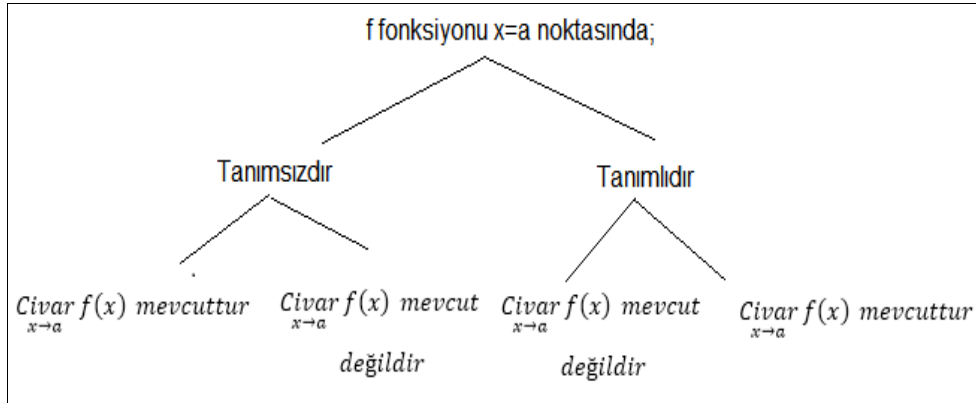 f fonksiyonu x=a noktasında;
Tanımsızdır
Tanımlıdır
Civar f(x) mevcuttur
x→a
Civar f(x) mevcut
x→a
değildir
Civar f(x) mevcut
x→a
değildir
Civar f(x) mevcuttur
x→a